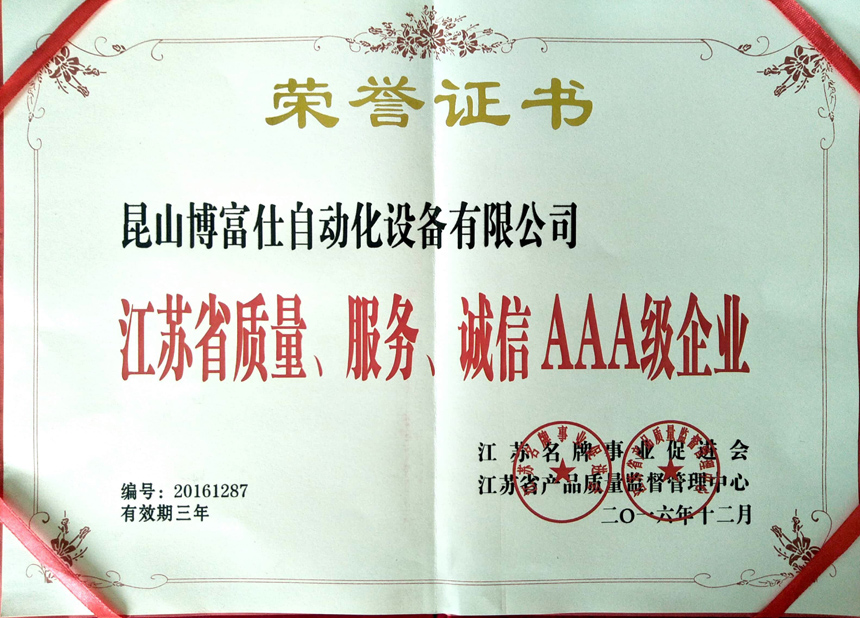 荣誉证书
昆山博富仕自动化设备有限公司
江苏省质量、服务、诚信AAA级企业
江苏名牌事业促进会
江苏省产品质量监督管理中心
二〇一六年十二月
编号：20161287
有效期三年